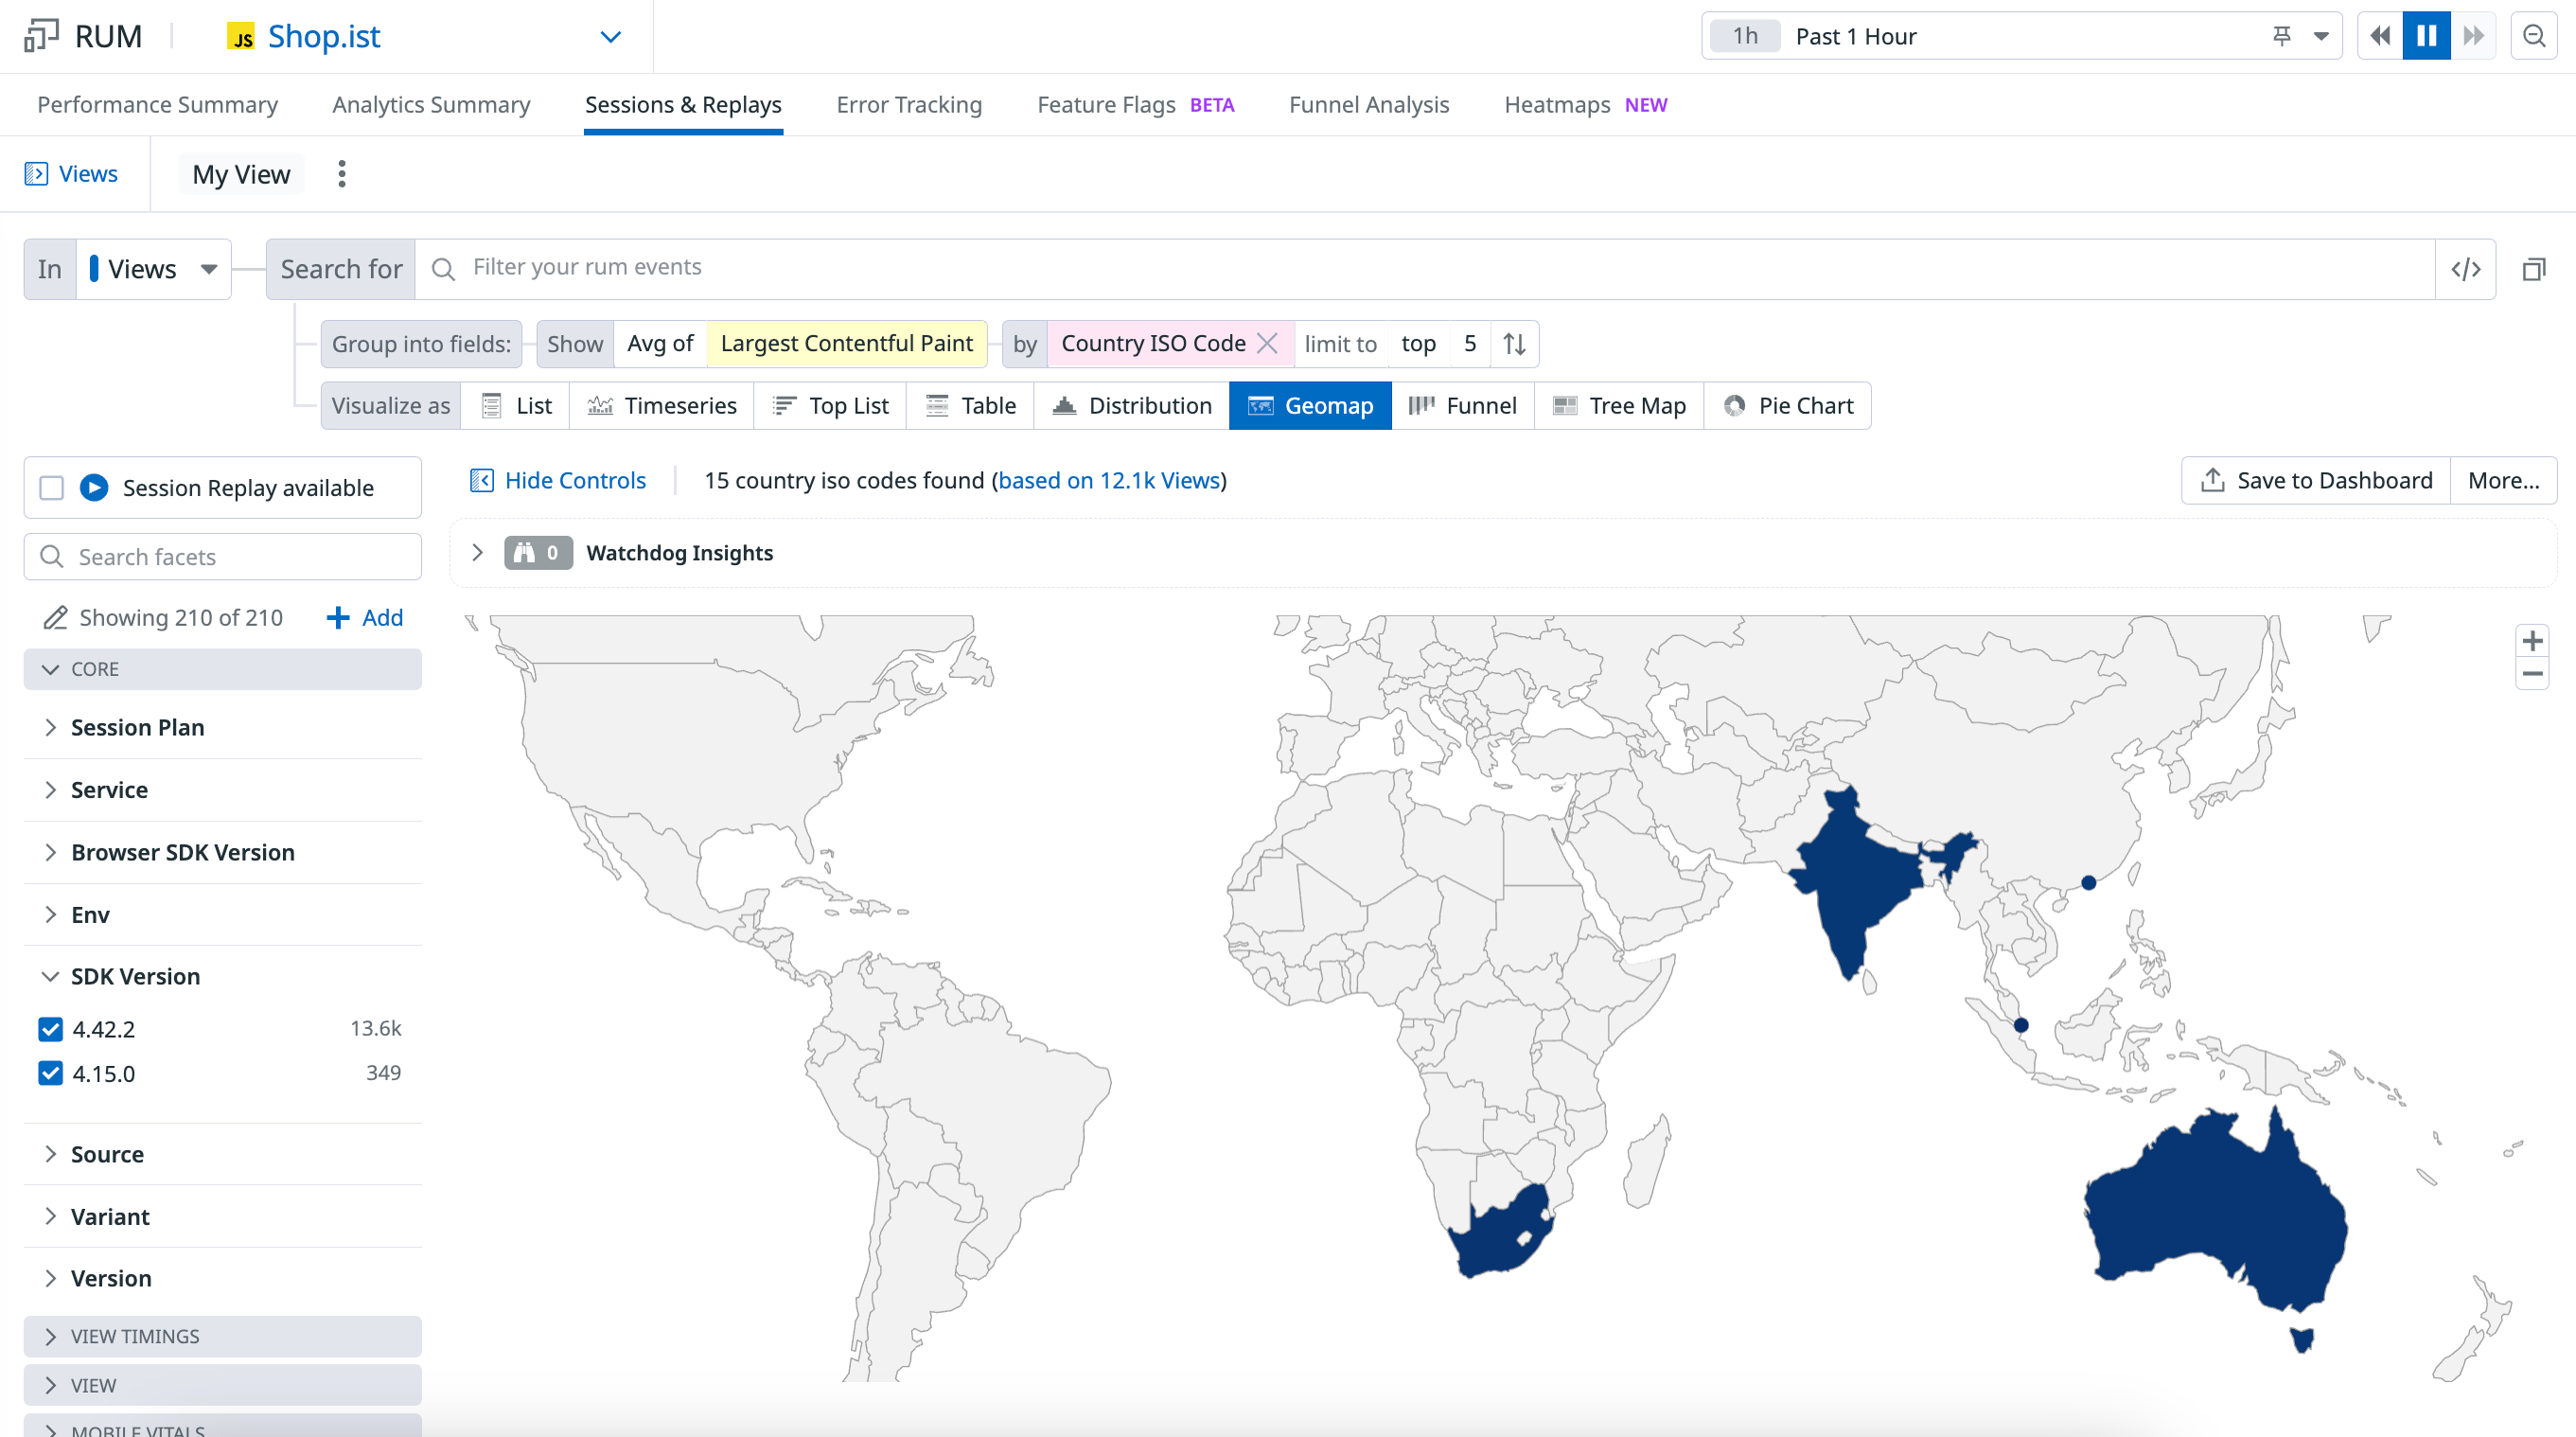 RUM
JS Shop.ist
1h Past 1 Hour
Performance Summary Analytics Summary Sessions & Replays Error Tracking Feature Flags BETA Funnel Analysis Heatmaps NEW
Views My View
In Views Search for Filter your rum events </>
Group into fields: Show Avg of Largest Contentful Paint by Country ISO Code limit to top 5
Visualize as List Timeseries Top List Table Distribution Geomap Funnel Tree Map Pie Chart
Session Replay available
Hide Controls 15 country iso codes found (based on 12.1k Views) Save to Dashboard More...
Search facets
0 Watchdog Insights
Showing 210 of 210 + Add
CORE
Session Plan
Service
Browser SDK Version
Env
SDK Version
4.42.2 13.6k
4.15.0 349
Source
Variant
Version
VIEW TIMINGS
VIEW
MOBILE VITALS